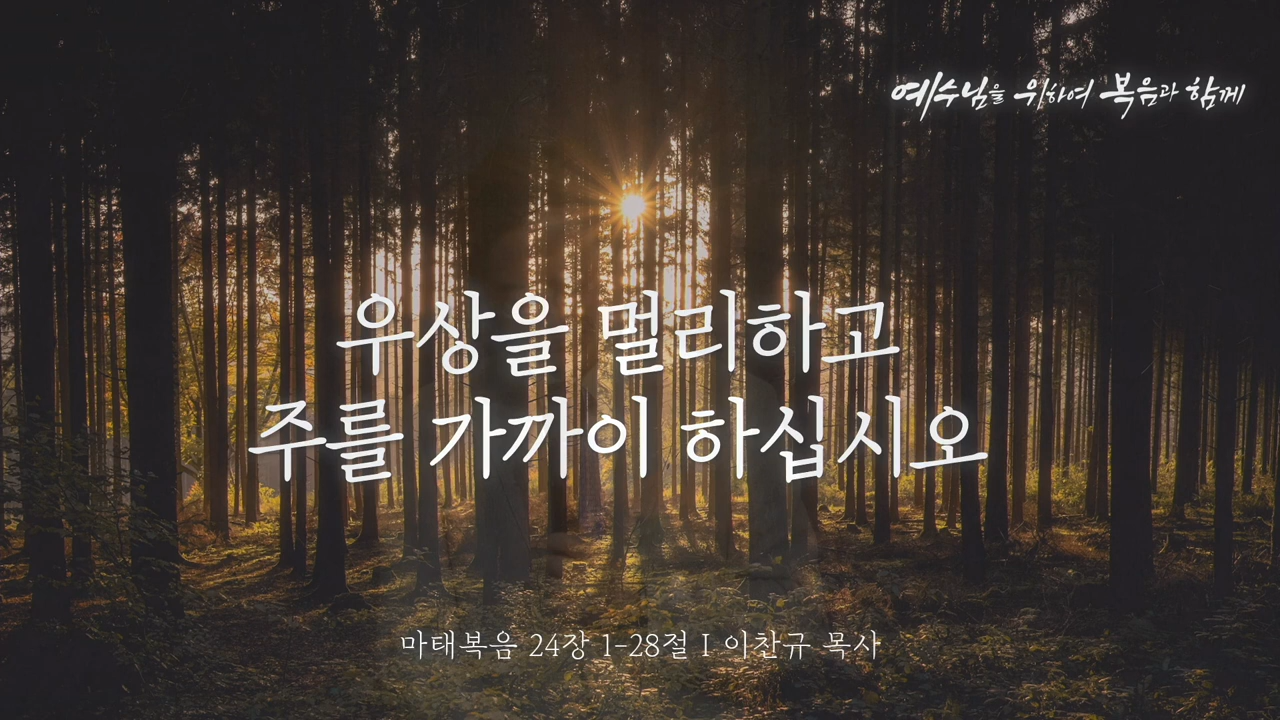 예수님을 위하여 복음과 함께
우상을 멀리하고
주를 가까이 하십시오
마태복음 24장 1-28절 I 이찬규 목사